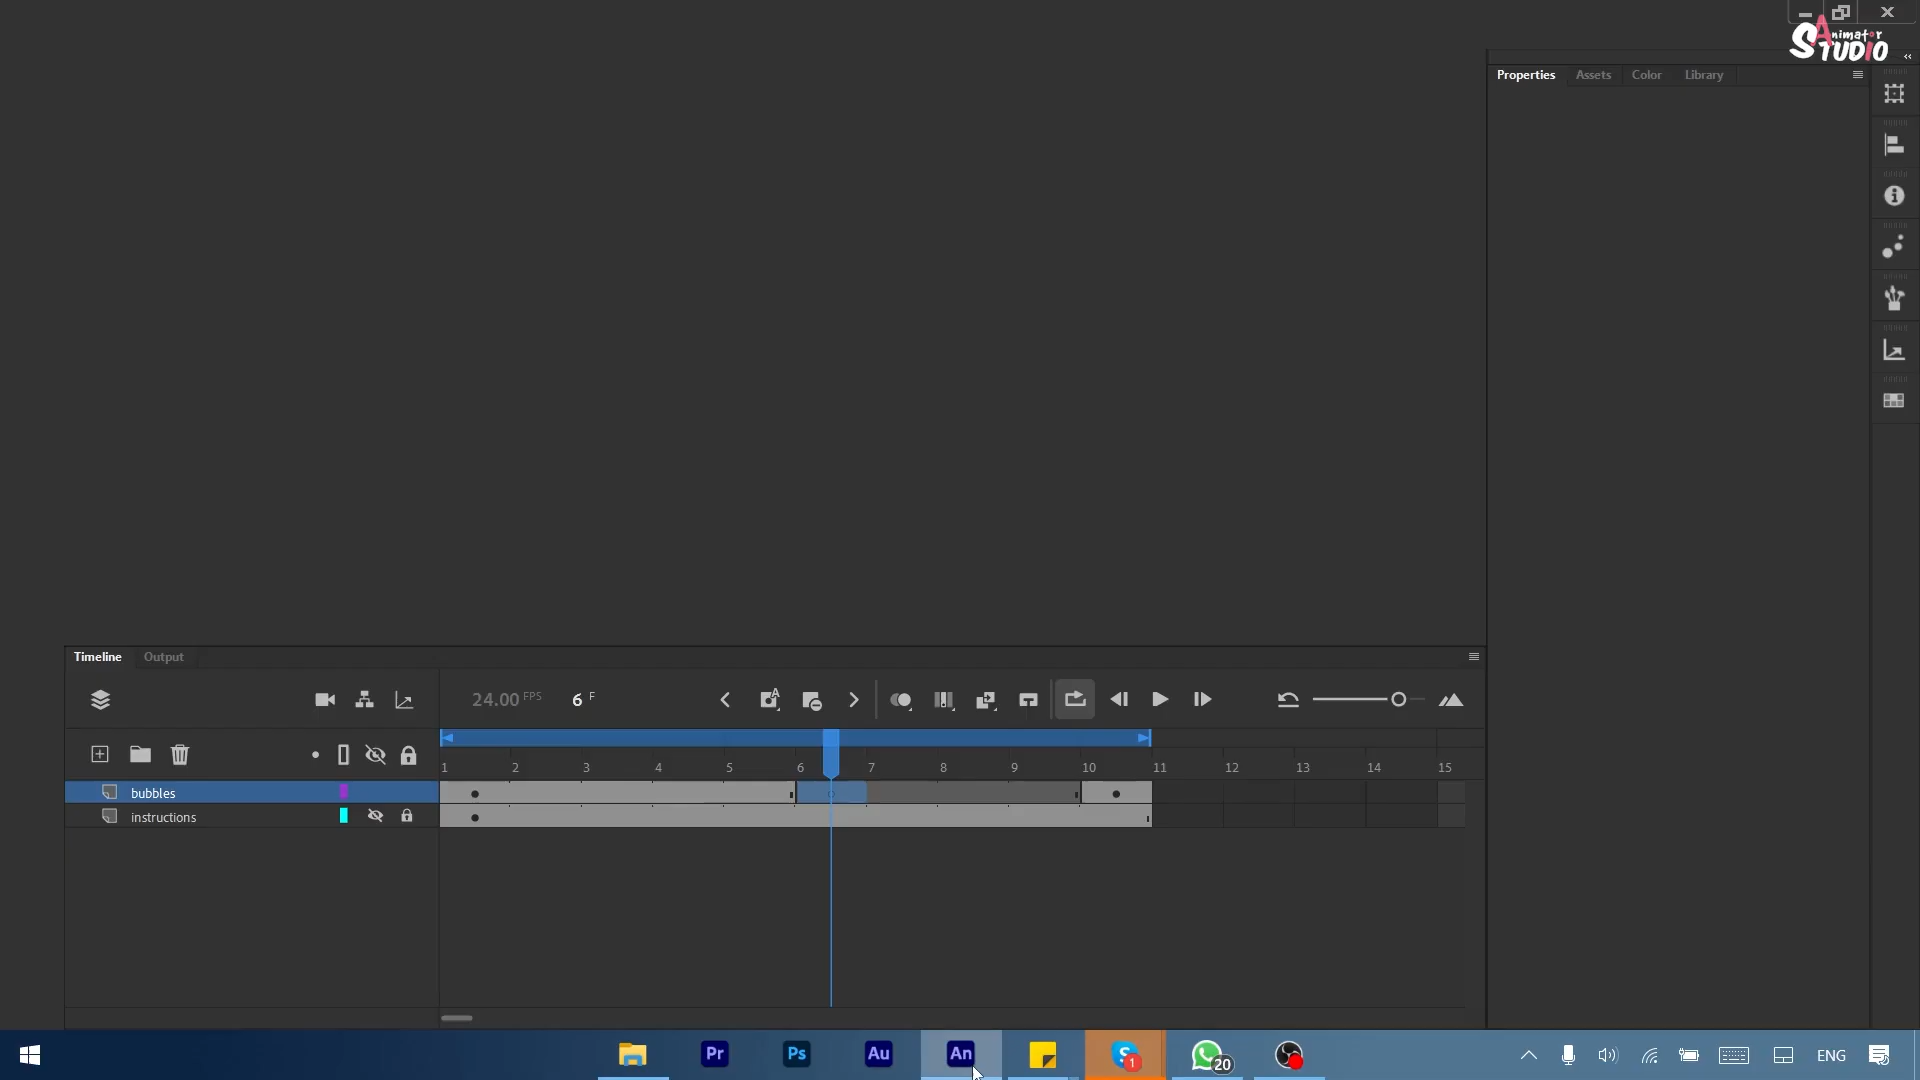 Animator
STUDIO
Properties Assets Color Library
Timeline Output
24.00 FPS 6 F
1 2 3 4 5 6 7 8 9 10 11 12 13 14 15
bubbles
instructions
Pr Ps Au An 1 20 ENG